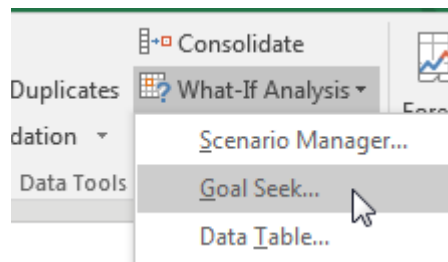 Consolidate
Duplicates What-If Analysis
dation
Scenario Manager...
Data Tools
Goal Seek...
Data Table...